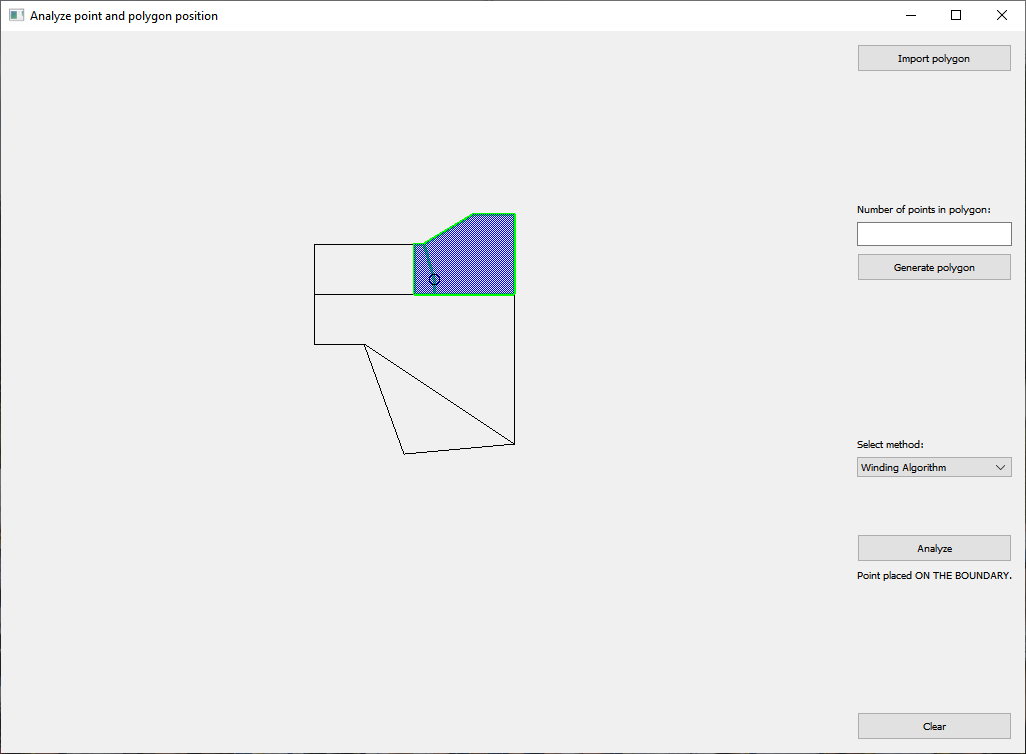 Analyze point and polygon position
Import polygon
Number of points in polygon:
Generate polygon
Select method:
Winding Algorithm
Analyze
Point placed ON THE BOUNDARY.
Clear